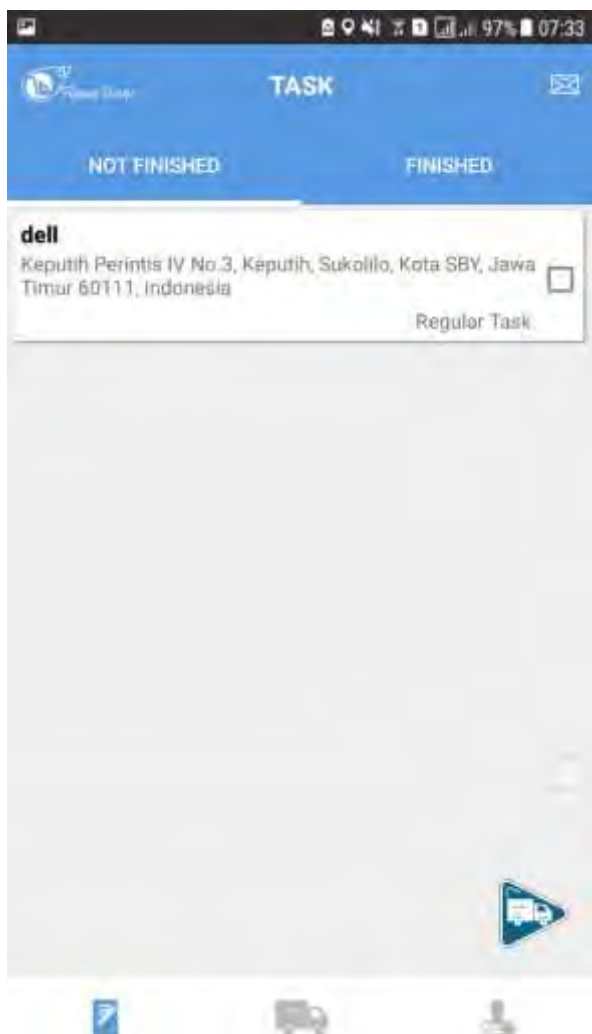 97% 07:33
TASK
NOT FINISHED
FINISHED
dell
Keputih Perintis IV No.3, Keputih, Sukolilo, Kota SBY, Jawa
Timur 60111, Indonesia
Regular Task